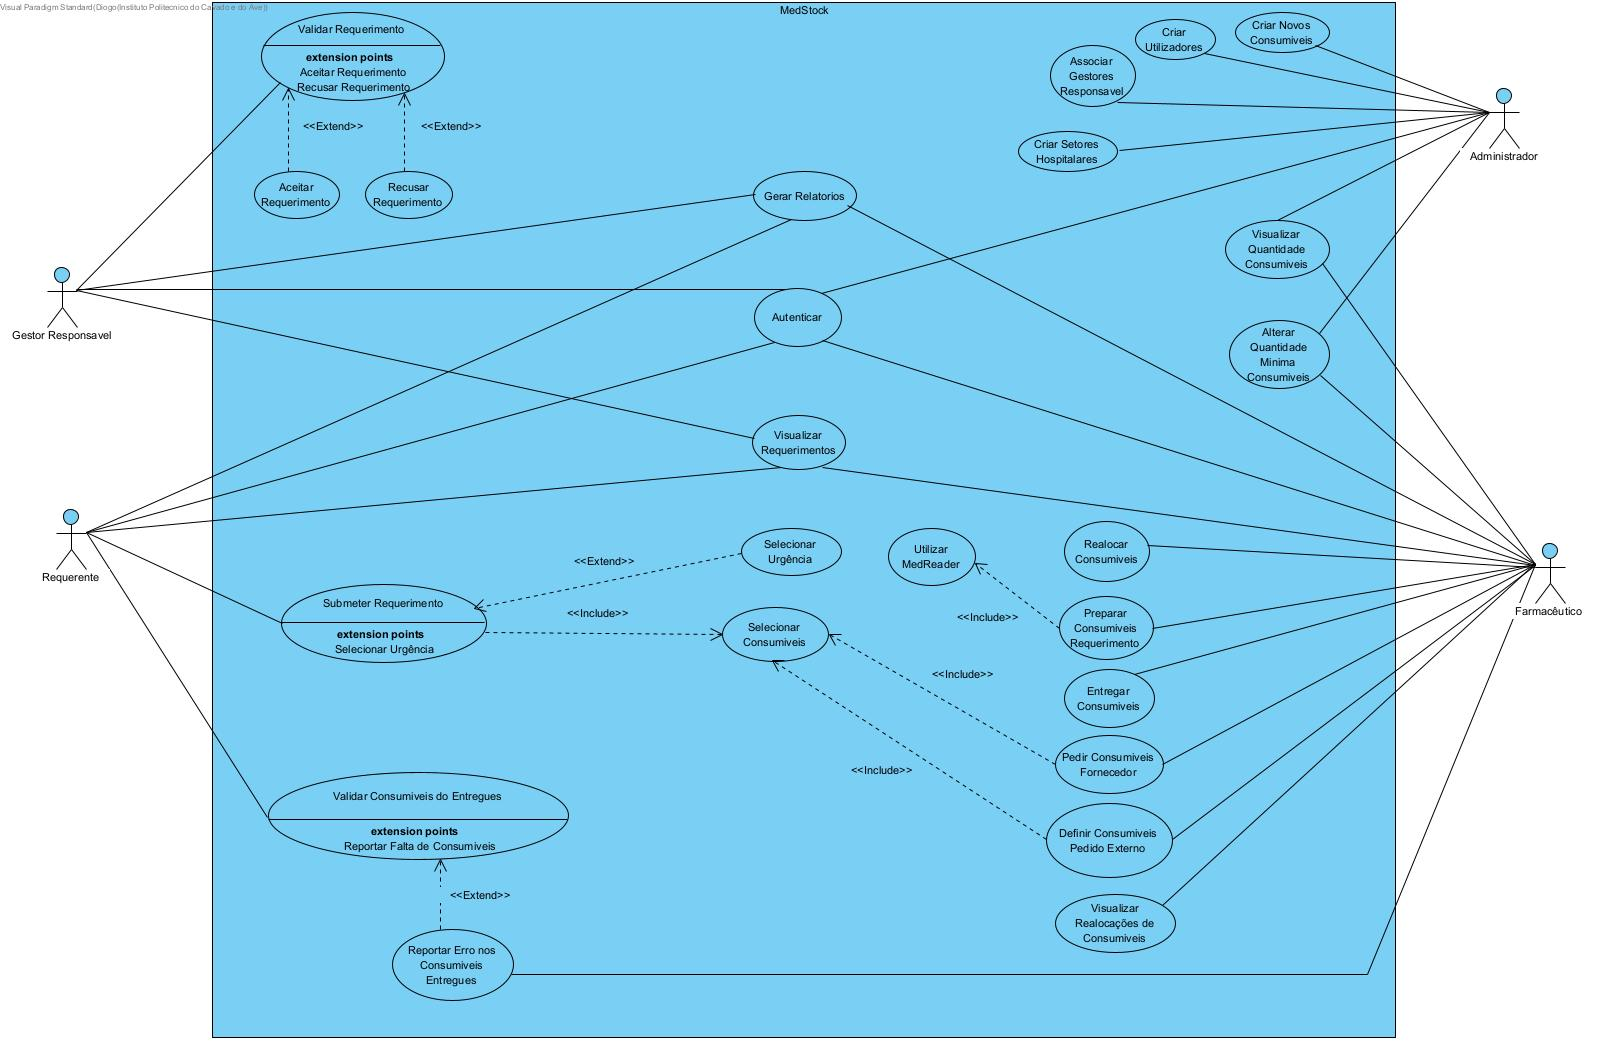 Visual Paradigm Standard(Diogo(Instituto Politecnico do Cavado e do Ave))
MedStock
Validar Requerimento
extension points
Aceitar Requerimento
Recusar Requerimento
<<Extend>>
<<Extend>>
Aceitar
Requerimento
Recusar
Requerimento
Criar
Utilizadores
Criar Novos
Consumiveis
Associar
Gestores
Responsavel
Criar Setores
Hospitalares
Administrador
Gerar Relatorios
Visualizar
Quantidade
Consumiveis
Gestor Responsavel
Autenticar
Alterar
Quantidade
Minima
Consumiveis
Visualizar
Requerimentos
Requerente
Selecionar
Urgência
<<Extend>>
Utilizar
MedReader
Realocar
Consumiveis
Farmacêutico
Submeter Requerimento
extension points
Selecionar Urgência
<<Include>>
Selecionar
Consumiveis
<<Include>>
Preparar
Consumiveis
Requerimento
<<Include>>
Entregar
Consumiveis
Pedir Consumiveis
Fornecedor
<<Include>>
Validar Consumiveis do Entregues
extension points
Reportar Falta de Consumiveis
Definir Consumiveis
Pedido Externo
<<Extend>>
Visualizar
Realocações de
Consumiveis
Reportar Erro nos
Consumiveis
Entregues